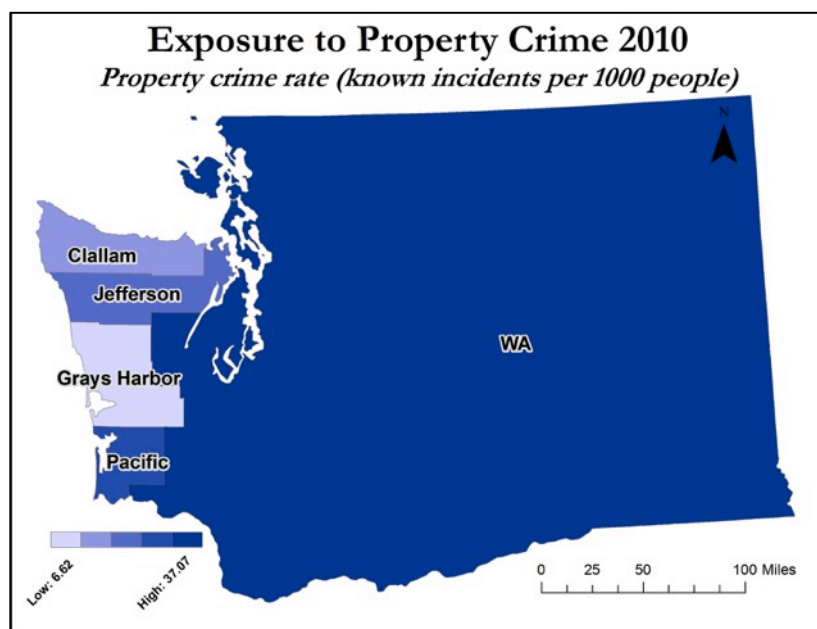 Exposure to Property Crime 2010
Property crime rate (known incidents per 1000 people)
N
Clallam
Jefferson
WA
Grays Harbor
Pacific
Low: 6.62
High: 37.07
0 25 50 100 Miles